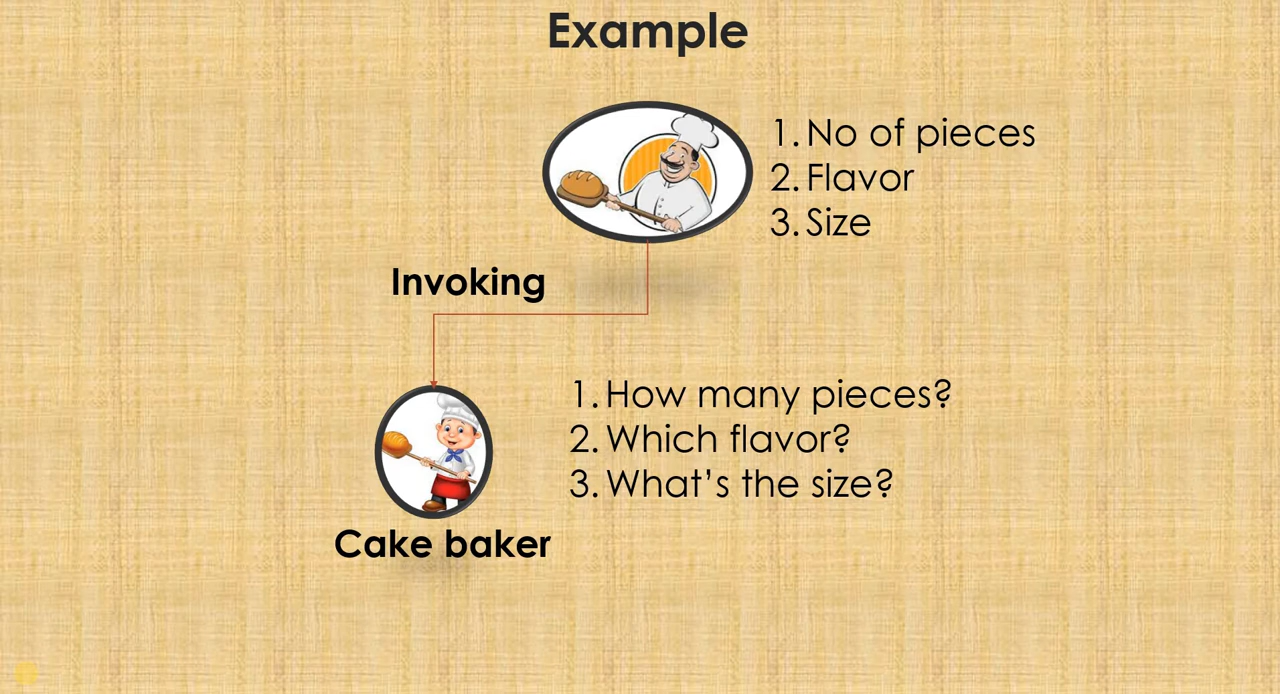 Example
1. No of pieces
2. Flavor
3. Size
Invoking
1. How many pieces?
2. Which flavor?
3. What’s the size?
Cake baker